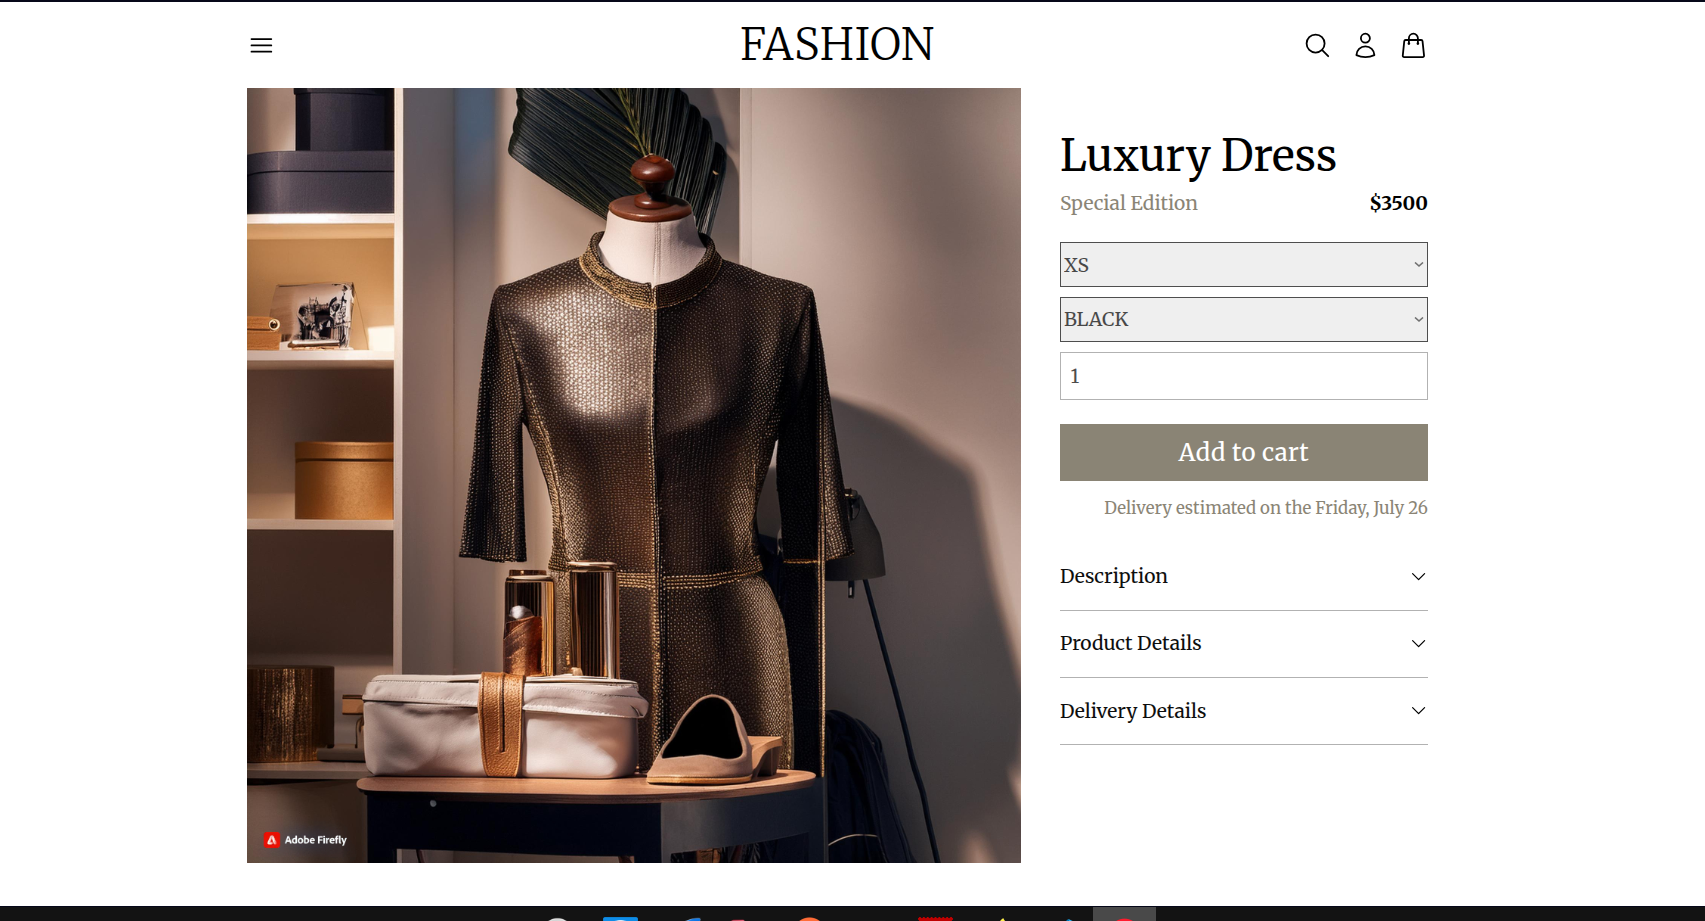 FASHION
Luxury Dress
Special Edition
$3500
XS
BLACK
1
Add to cart
Delivery estimated on the Friday, July 26
Description
Product Details
Delivery Details
Adobe Firefly